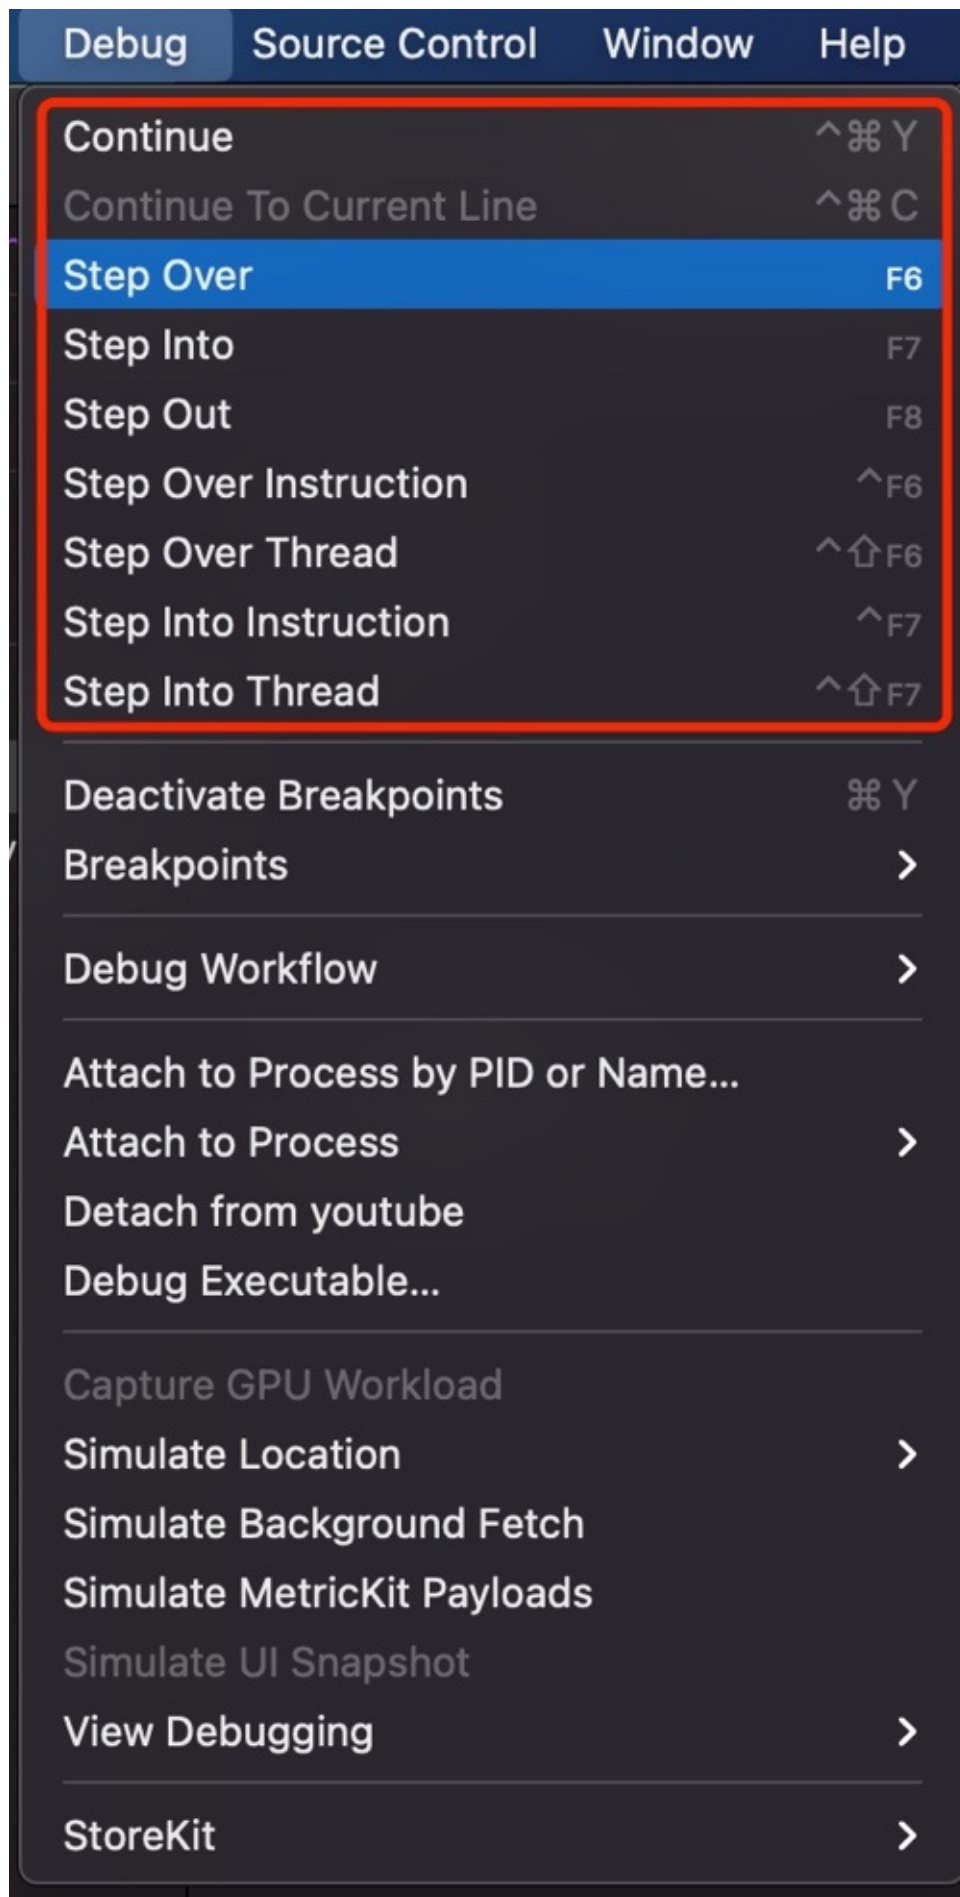 Debug Source Control Window Help
Continue ^⌘Y
Continue To Current Line ^⌘C
Step Over F6
Step Into F7
Step Out F8
Step Over Instruction ^F6
Step Over Thread ^⇧F6
Step Into Instruction ^F7
Step Into Thread ^⇧F7
Deactivate Breakpoints ⌘Y
Breakpoints
Debug Workflow
Attach to Process by PID or Name...
Attach to Process
Detach from youtube
Debug Executable...
Capture GPU Workload
Simulate Location
Simulate Background Fetch
Simulate MetricKit Payloads
Simulate UI Snapshot
View Debugging
StoreKit